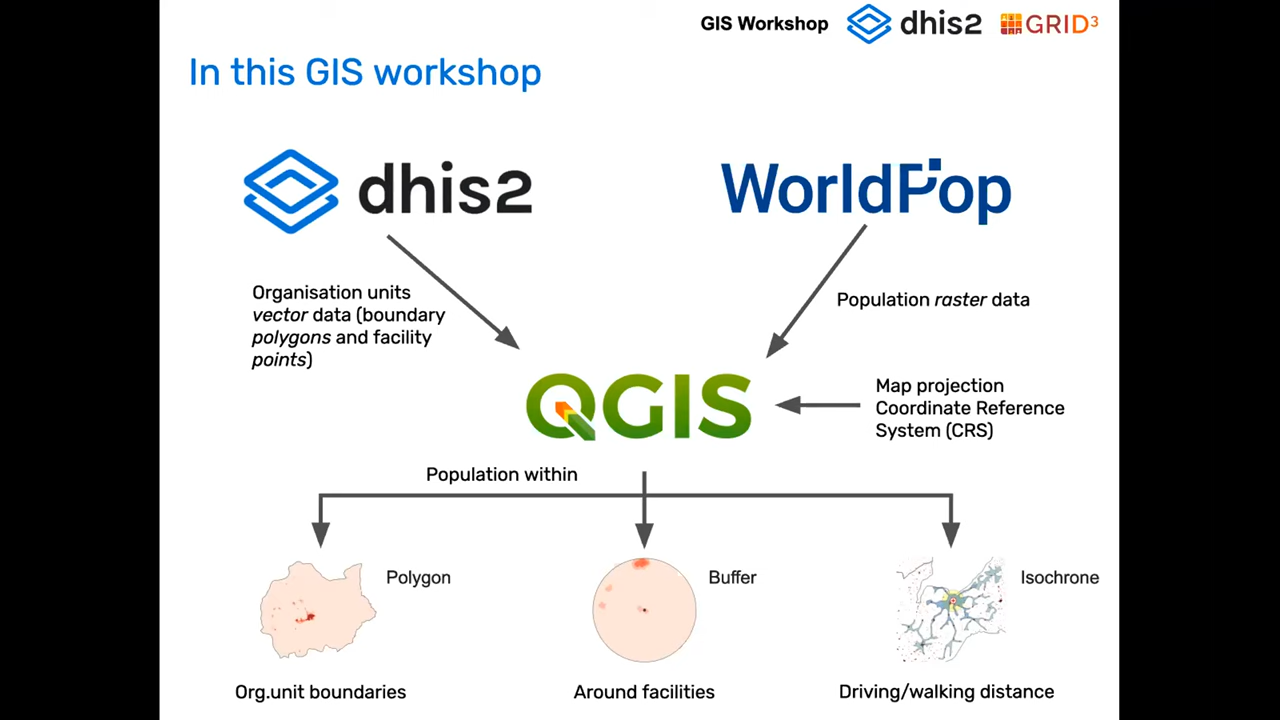 GIS Workshop dhis2 GRID3
In this GIS workshop
dhis2
WorldPop
Organisation units
vector data (boundary
polygons and facility
points)
Population raster data
QGIS
Map projection
Coordinate Reference
System (CRS)
Population within
Polygon
Buffer
Isochrone
Org.unit boundaries
Around facilities
Driving/walking distance